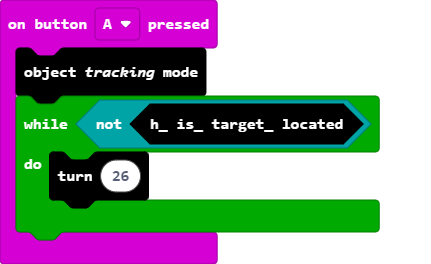 on button A pressed
object tracking mode
while not h_ is_ target_ located
do
turn 26